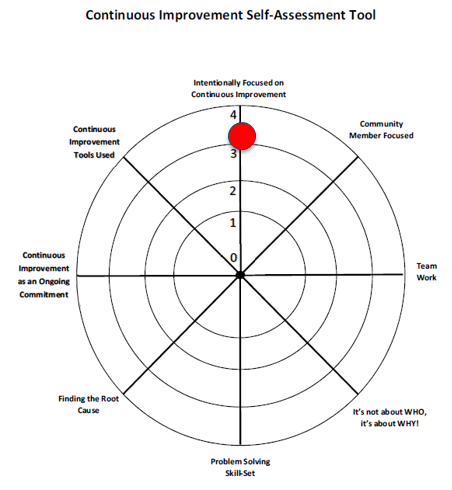 Continuous Improvement Self-Assessment Tool
Intentionally Focused on
Continuous Improvement
Continuous
Improvement
Tools Used
Community
Member Focused
4
3
2
1
0
Continuous
Improvement
as an Ongoing
Commitment
Team
Work
Finding the Root
Cause
It's not about WHO,
it's about WHY!
Problem Solving
Skill-Set